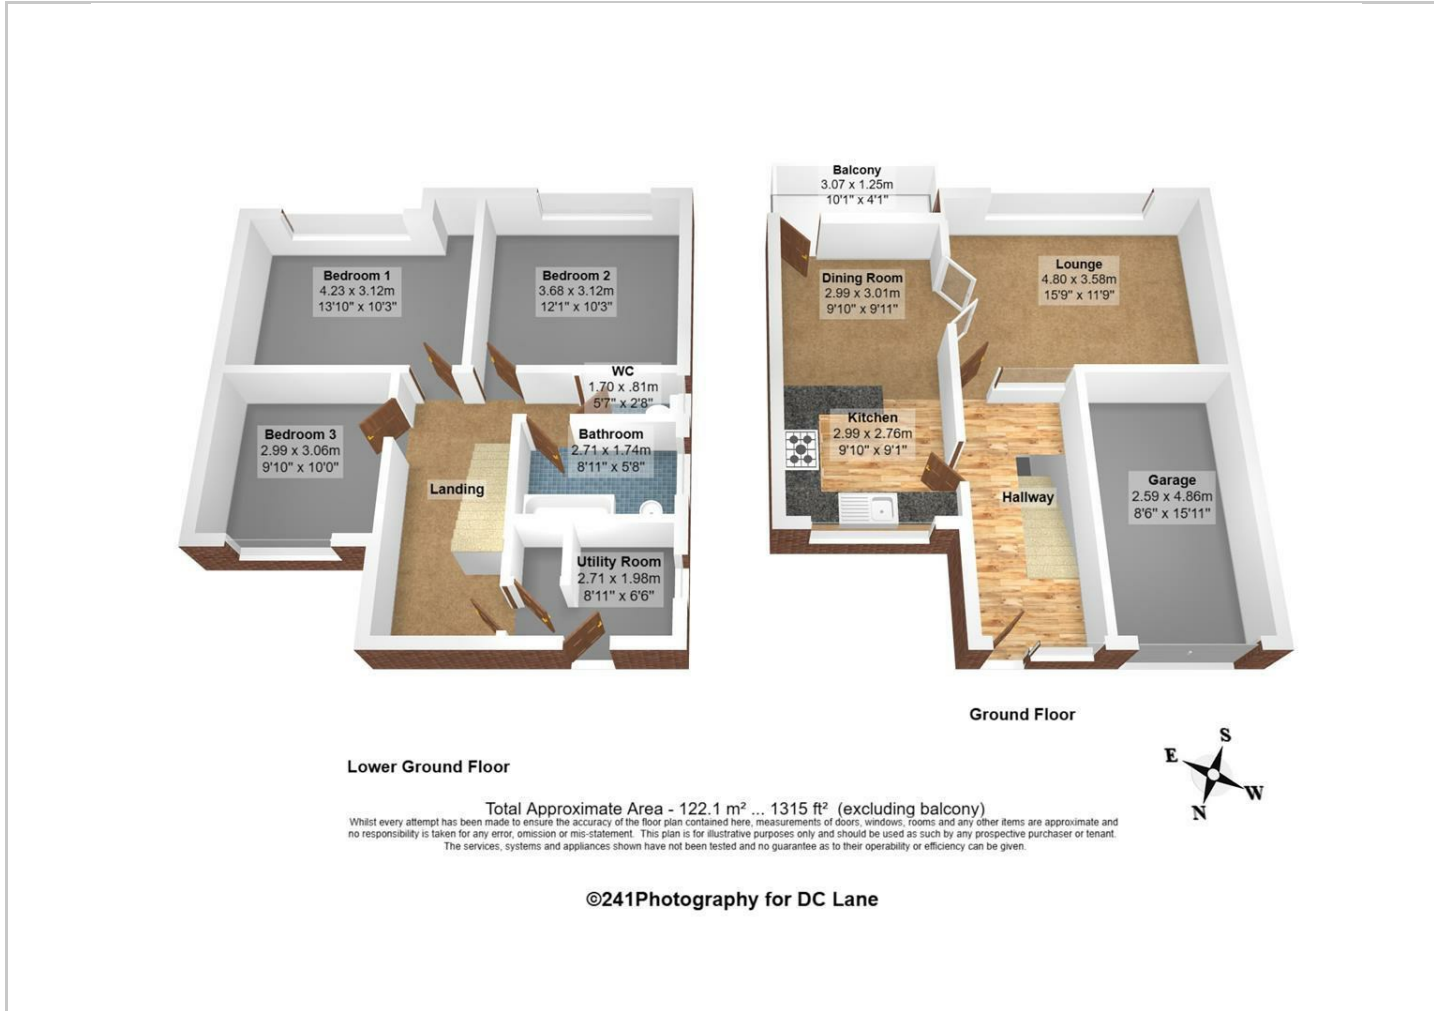 Bedroom 1
4.23 x 3.12m
13'10" x 10'3"
Bedroom 2
3.68 x 3.12m
12'1" x 10'3"
WC
1.70 x .81m
5'7" x 2'8"
Bedroom 3
2.99 x 3.06m
9'10" x 10'0"
Bathroom
2.71 x 1.74m
8'11" x 5'8"
Landing
Utility Room
2.71 x 1.98m
8'11" x 6'6"
Lower Ground Floor
Balcony
3.07 x 1.25m
10'1" x 4'1"
Dining Room
2.99 x 3.01m
9'10" x 9'11"
Lounge
4.80 x 3.58m
15'9" x 11'9"
Kitchen
2.99 x 2.76m
9'10" x 9'1"
Hallway
Garage
2.59 x 4.86m
8'6" x 15'11"
Ground Floor
S
E
W
N
Total Approximate Area - 122.1 m² ... 1315 ft² (excluding balcony)
Whilst every attempt has been made to ensure the accuracy of the floor plan contained here, measurements of doors, windows, rooms and any other items are approximate and
no responsibility is taken for any error, omission or mis-statement. This plan is for illustrative purposes only and should be used as such by any prospective purchaser or tenant.
The services, systems and appliances shown have not been tested and no guarantee as to their operability or efficiency can be given.
©241Photography for DC Lane